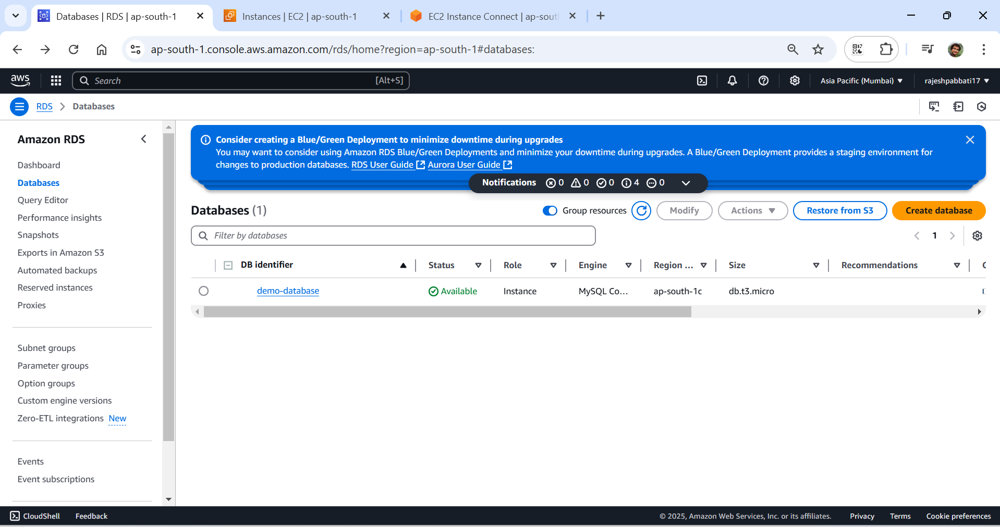 Databases | RDS | ap-south-1
Instances | EC2 | ap-south-1
EC2 Instance Connect | ap-sout
ap-south-1.console.aws.amazon.com/rds/home?region=ap-south-1#databases:
aws
Search
[Alt+S]
Asia Pacific (Mumbai)
rajeshpabbati17
RDS
Databases
Amazon RDS
Dashboard
Databases
Query Editor
Performance insights
Snapshots
Exports in Amazon S3
Automated backups
Reserved instances
Proxies
Subnet groups
Parameter groups
Option groups
Custom engine versions
Zero-ETL integrations New
Events
Event subscriptions
Consider creating a Blue/Green Deployment to minimize downtime during upgrades
You may want to consider using Amazon RDS Blue/Green Deployments and minimize your downtime during upgrades. A Blue/Green Deployment provides a staging environment for
changes to production databases. RDS User Guide Aurora User Guide
Notifications 0 0 0 4 0
Databases (1)
Group resources
Modify
Actions
Restore from S3
Create database
Filter by databases
1
DB identifier Status Role Engine Region ... Size Recommendations C
demo-database Available Instance MySQL Co... ap-south-1c db.t3.micro
CloudShell
Feedback
© 2025, Amazon Web Services, Inc. or its affiliates.
Privacy
Terms
Cookie preferences